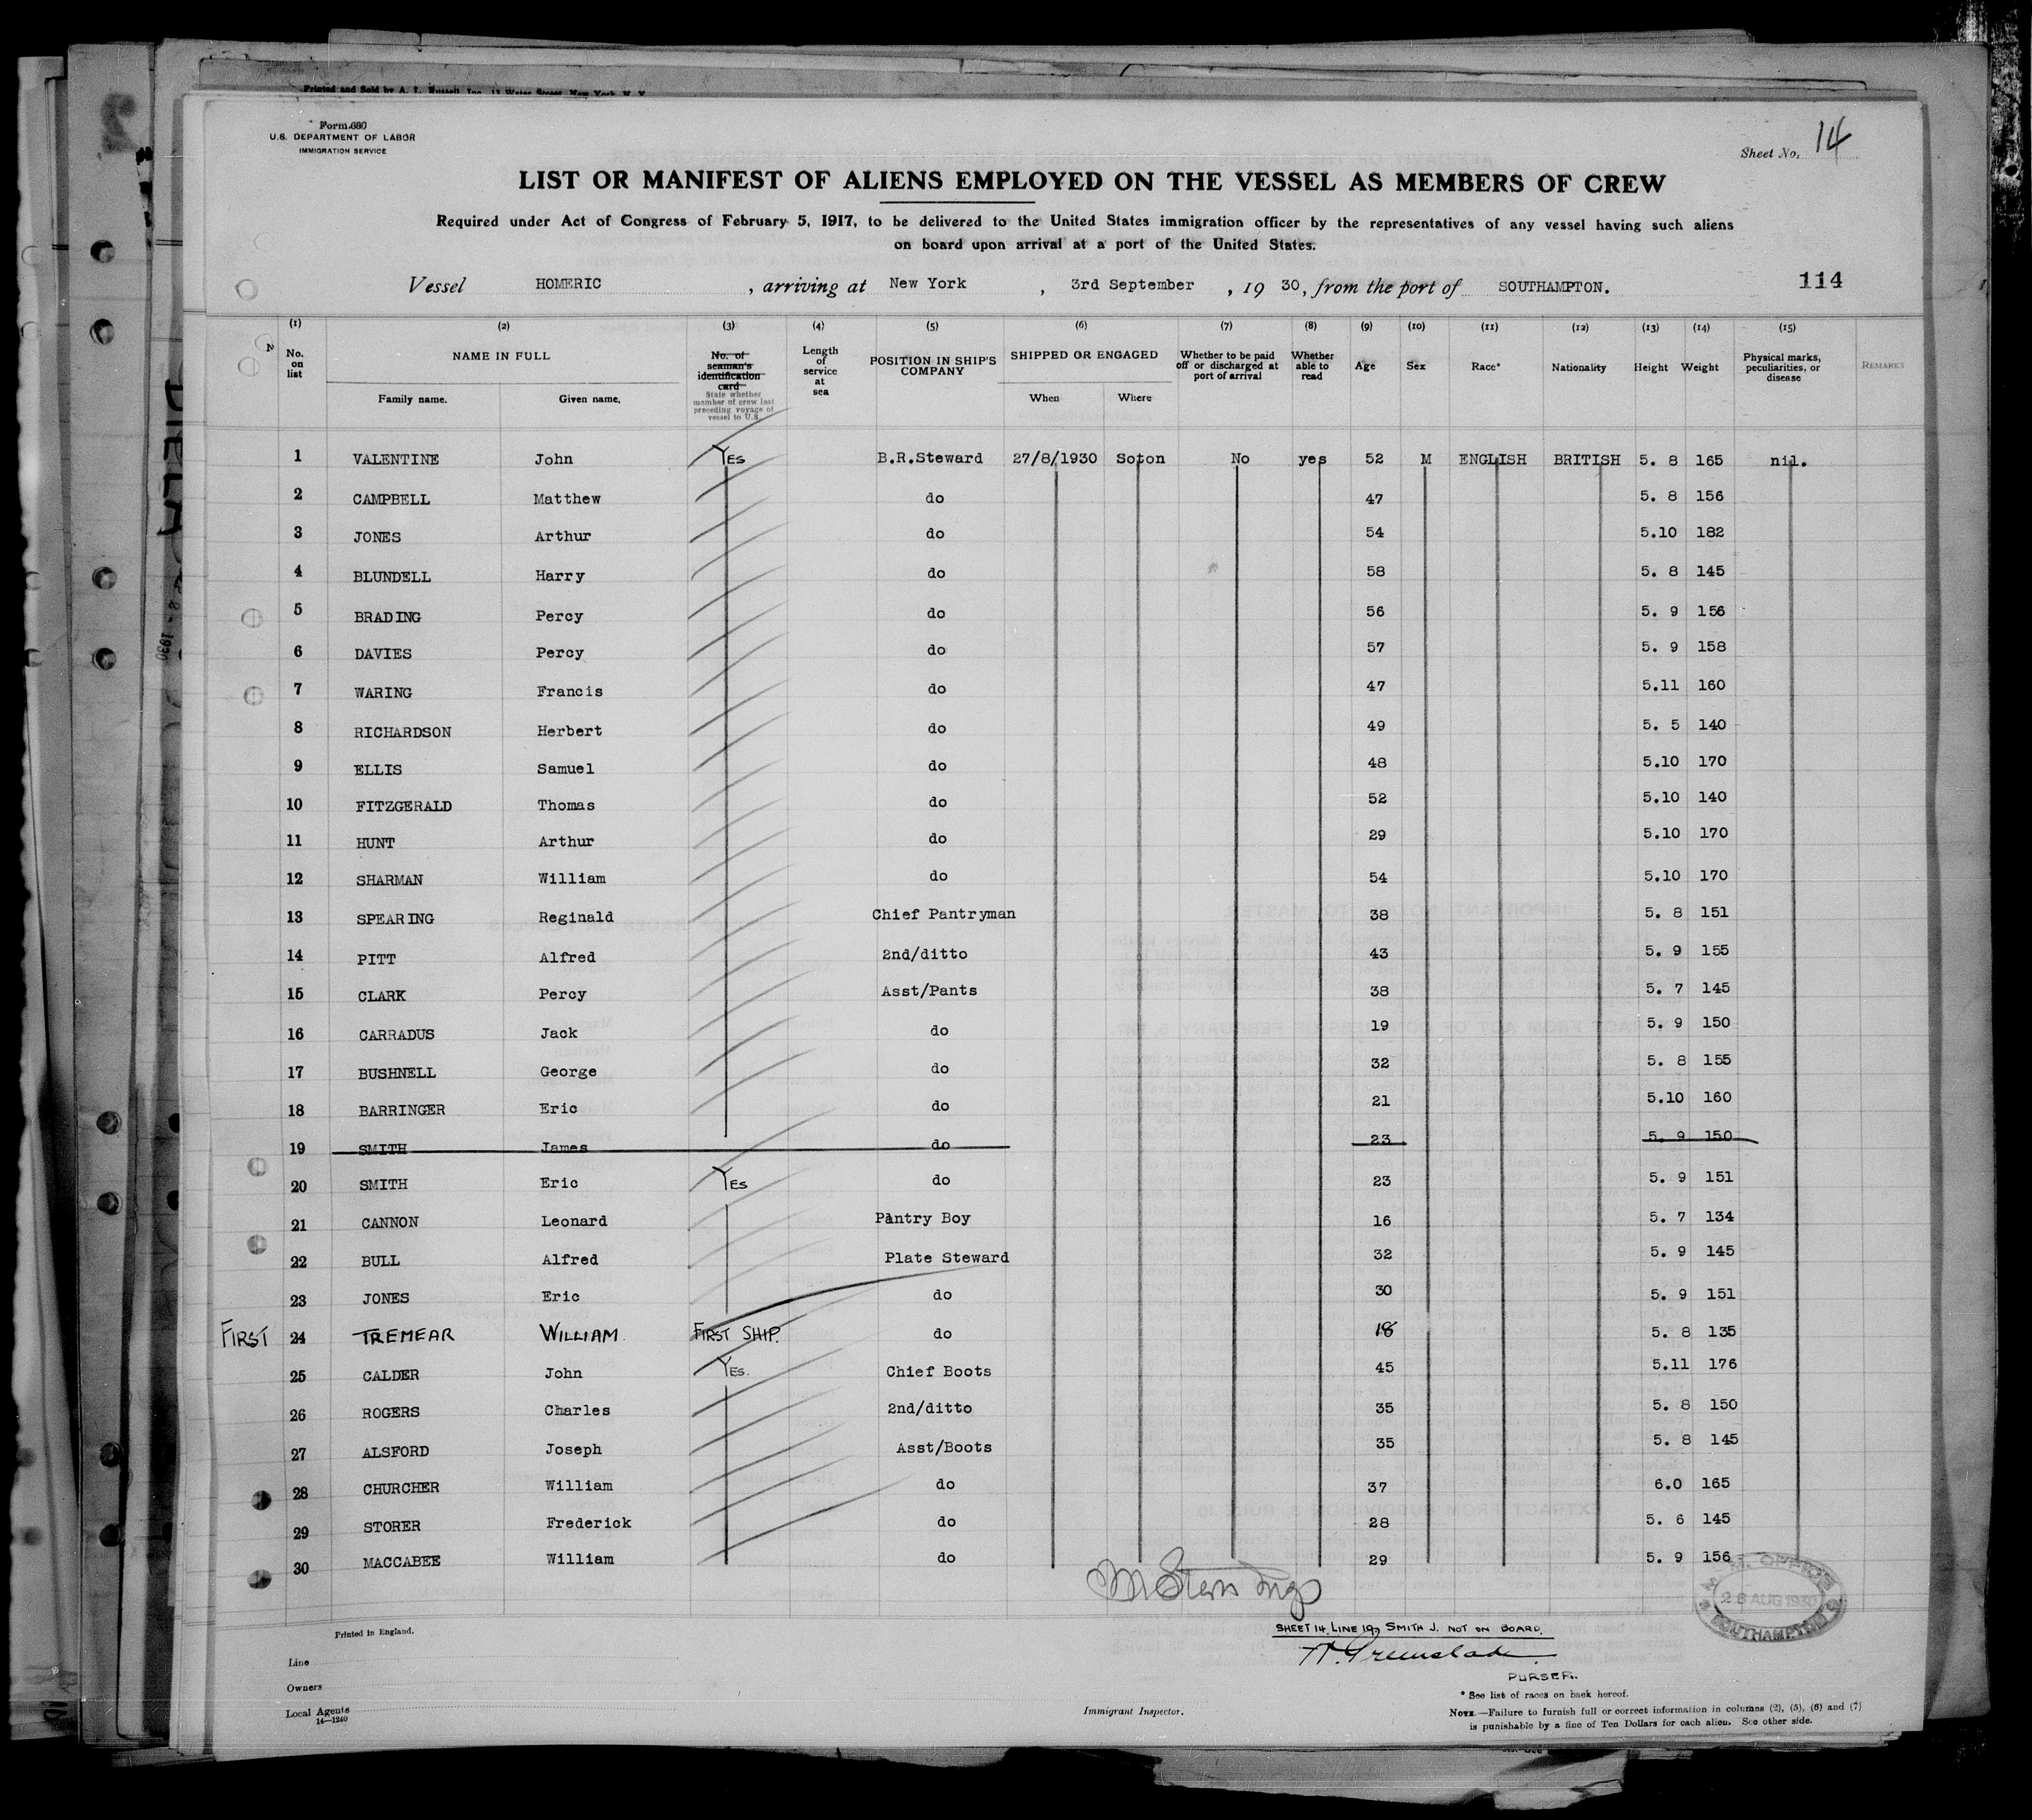 Printed and Sold by A. L. Russell, Inc. 11 Water Street, New York, N. Y.
Form 680
U.S. DEPARTMENT OF LABOR
IMMIGRATION SERVICE
Sheet No. 14
LIST OR MANIFEST OF ALIENS EMPLOYED ON THE VESSEL AS MEMBERS OF CREW
Required under Act of Congress of February 5, 1917, to be delivered to the United States immigration officer by the representatives of any vessel having such aliens
on board upon arrival at a port of the United States.
Vessel HOMERIC, arriving at New York, 3rd September, 19 30, from the port of SOUTHAMPTON. 114
(1) (2) (3) (4) (5) (6) (7) (8) (9) (10) (11) (12) (13) (14) (15)
No. on list NAME IN FULL Family name. Given name. No. of seaman's identification card State whether member of crew last preceding voyage of vessel to U.S. Length of service at sea POSITION IN SHIP'S COMPANY SHIPPED OR ENGAGED When Where Whether to be paid off or discharged at port of arrival Whether able to read Age Sex Race* Nationality Height Weight Physical marks, peculiarities, or disease REMARKS
1 VALENTINE John YES B.R.Steward 27/8/1930 Soton No yes 52 M ENGLISH BRITISH 5. 8 165 nil.
2 CAMPBELL Matthew do 47 5. 8 156
3 JONES Arthur do 54 5.10 182
4 BLUNDELL Harry do 58 5. 8 145
5 BRADING Percy do 56 5. 9 156
6 DAVIES Percy do 57 5. 9 158
7 WARING Francis do 47 5.11 160
8 RICHARDSON Herbert do 49 5. 5 140
9 ELLIS Samuel do 48 5.10 170
10 FITZGERALD Thomas do 52 5.10 140
11 HUNT Arthur do 29 5.10 170
12 SHARMAN William do 54 5.10 170
13 SPEARING Reginald Chief Pantryman 38 5. 8 151
14 PITT Alfred 2nd/ditto 43 5. 9 155
15 CLARK Percy Asst/Pants 38 5. 7 145
16 CARRADUS Jack do 19 5. 9 150
17 BUSHNELL George do 32 5. 8 155
18 BARRINGER Eric do 21 5.10 160
19 SMITH James do 23 5. 9 150
20 SMITH Eric YES do 23 5. 9 151
21 CANNON Leonard Pantry Boy 16 5. 7 134
22 BULL Alfred Plate Steward 32 5. 9 145
23 JONES Eric do 30 5. 9 151
FIRST 24 TREMEAR WILLIAM. FIRST SHIP. do 18 5. 8 135
25 CALDER John YES. Chief Boots 45 5.11 176
26 ROGERS Charles 2nd/ditto 35 5. 8 150
27 ALSFORD Joseph Asst/Boots 35 5. 8 145
28 CHURCHER William do 37 6.0 165
29 STORER Frederick do 28 5. 6 145
30 MACCABEE William do 29 5. 9 156
28 AUG 1930
SOUTHAMPTON
SHEET 14. LINE 19, SMITH J. NOT ON BOARD.
PURSER.
Printed in England.
Line
Owners
Local Agents
14—1240
Immigrant Inspector.
* See list of races on back hereof.
NOTE.—Failure to furnish full or correct information in columns (2), (5), (6) and (7)
is punishable by a fine of Ten Dollars for each alien. See other side.